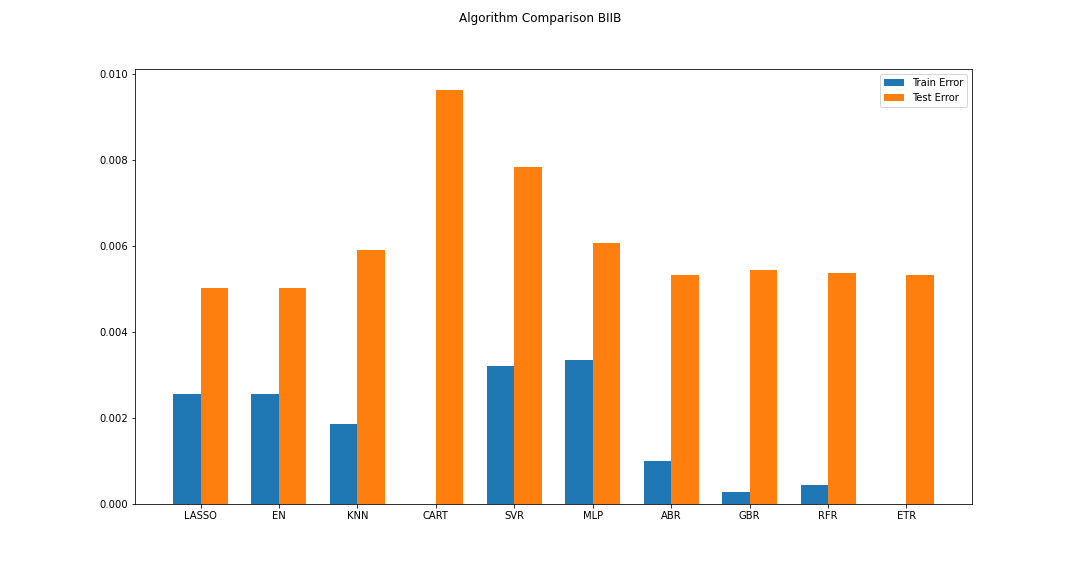 Algorithm Comparison BIIB
0.010
0.008
0.006
0.004
0.002
0.000
Train Error
Test Error
LASSO EN KNN CART SVR MLP ABR GBR RFR ETR